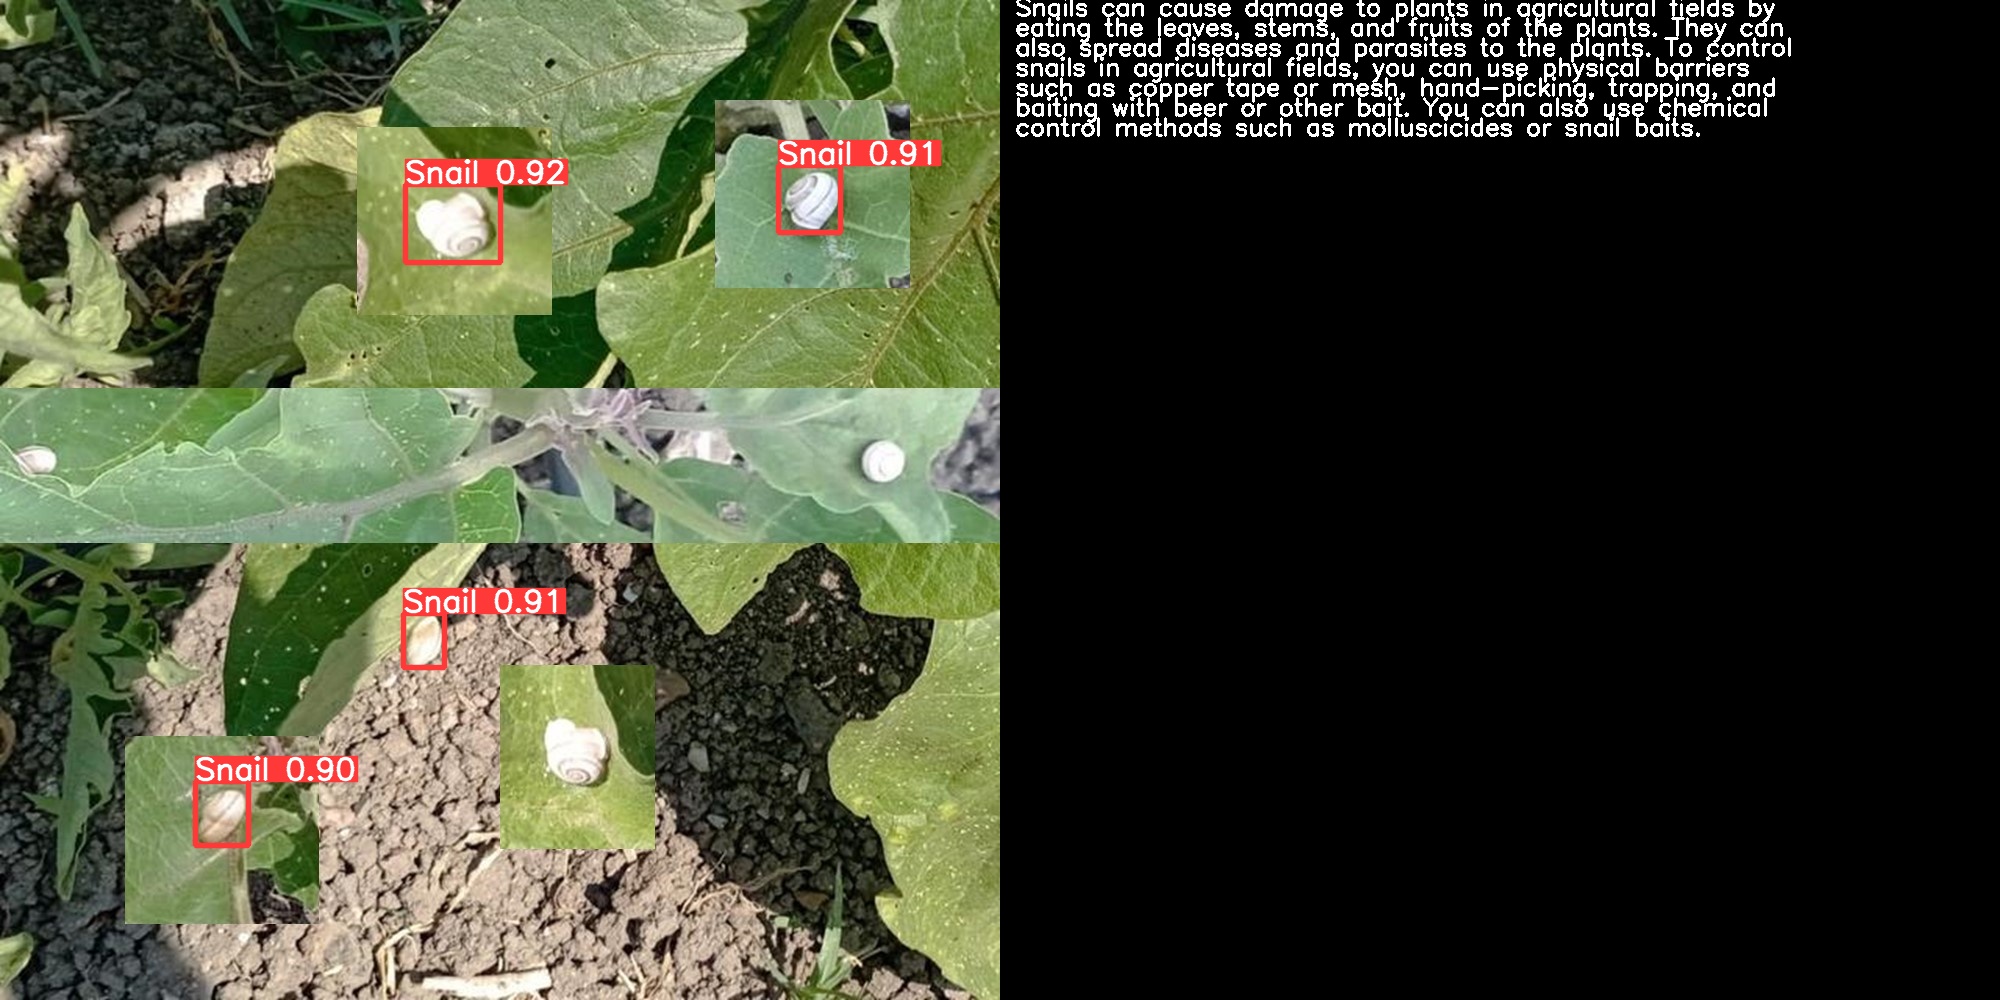 Snail 0.92
Snail 0.91
Snail 0.91
Snail 0.90
Snails can cause damage to plants in agricultural fields by
eating the leaves, stems, and fruits of the plants. They can
also spread diseases and parasites to the plants. To control
snails in agricultural fields, you can use physical barriers
such as copper tape or mesh, hand-picking, trapping, and
baiting with beer or other bait. You can also use chemical
control methods such as molluscicides or snail baits.